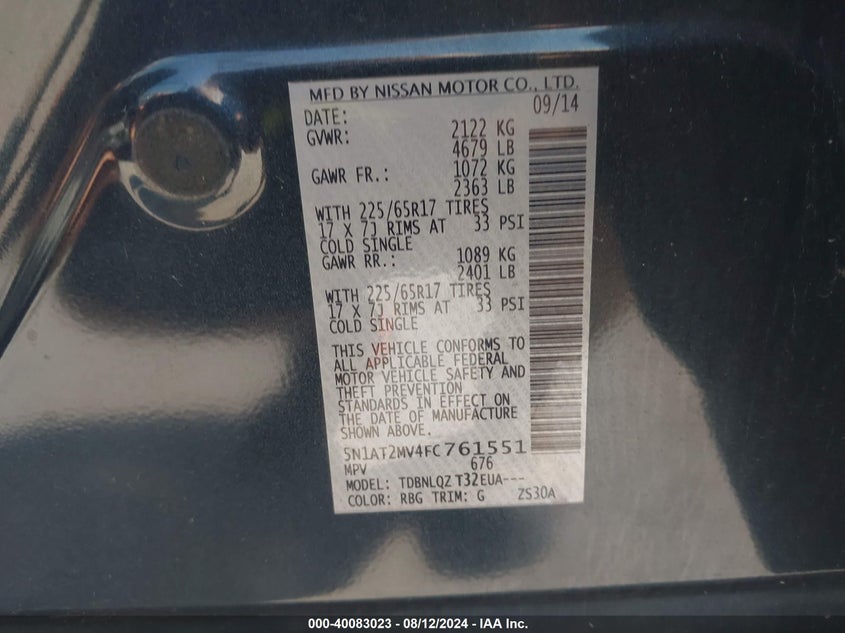 MFD BY NISSAN MOTOR CO., LTD.
DATE: 09/14
GVWR: 2122 KG
4679 LB
GAWR FR.: 1072 KG
2363 LB
WITH 225/65R17 TIRES
17 X 7J RIMS AT 33 PSI
COLD SINGLE
GAWR RR.: 1089 KG
2401 LB
WITH 225/65R17 TIRES
17 X 7J RIMS AT 33 PSI
COLD SINGLE
THIS VEHICLE CONFORMS TO
ALL APPLICABLE FEDERAL
MOTOR VEHICLE SAFETY AND
THEFT PREVENTION
STANDARDS IN EFFECT ON
THE DATE OF MANUFACTURE
SHOWN ABOVE.
5N1AT2MV4FC761551
MPV 676
MODEL: TDBNLQZ T32EUA---
COLOR: RBG TRIM: G ZS30A
000-40083023 - 08/12/2024 - IAA Inc.